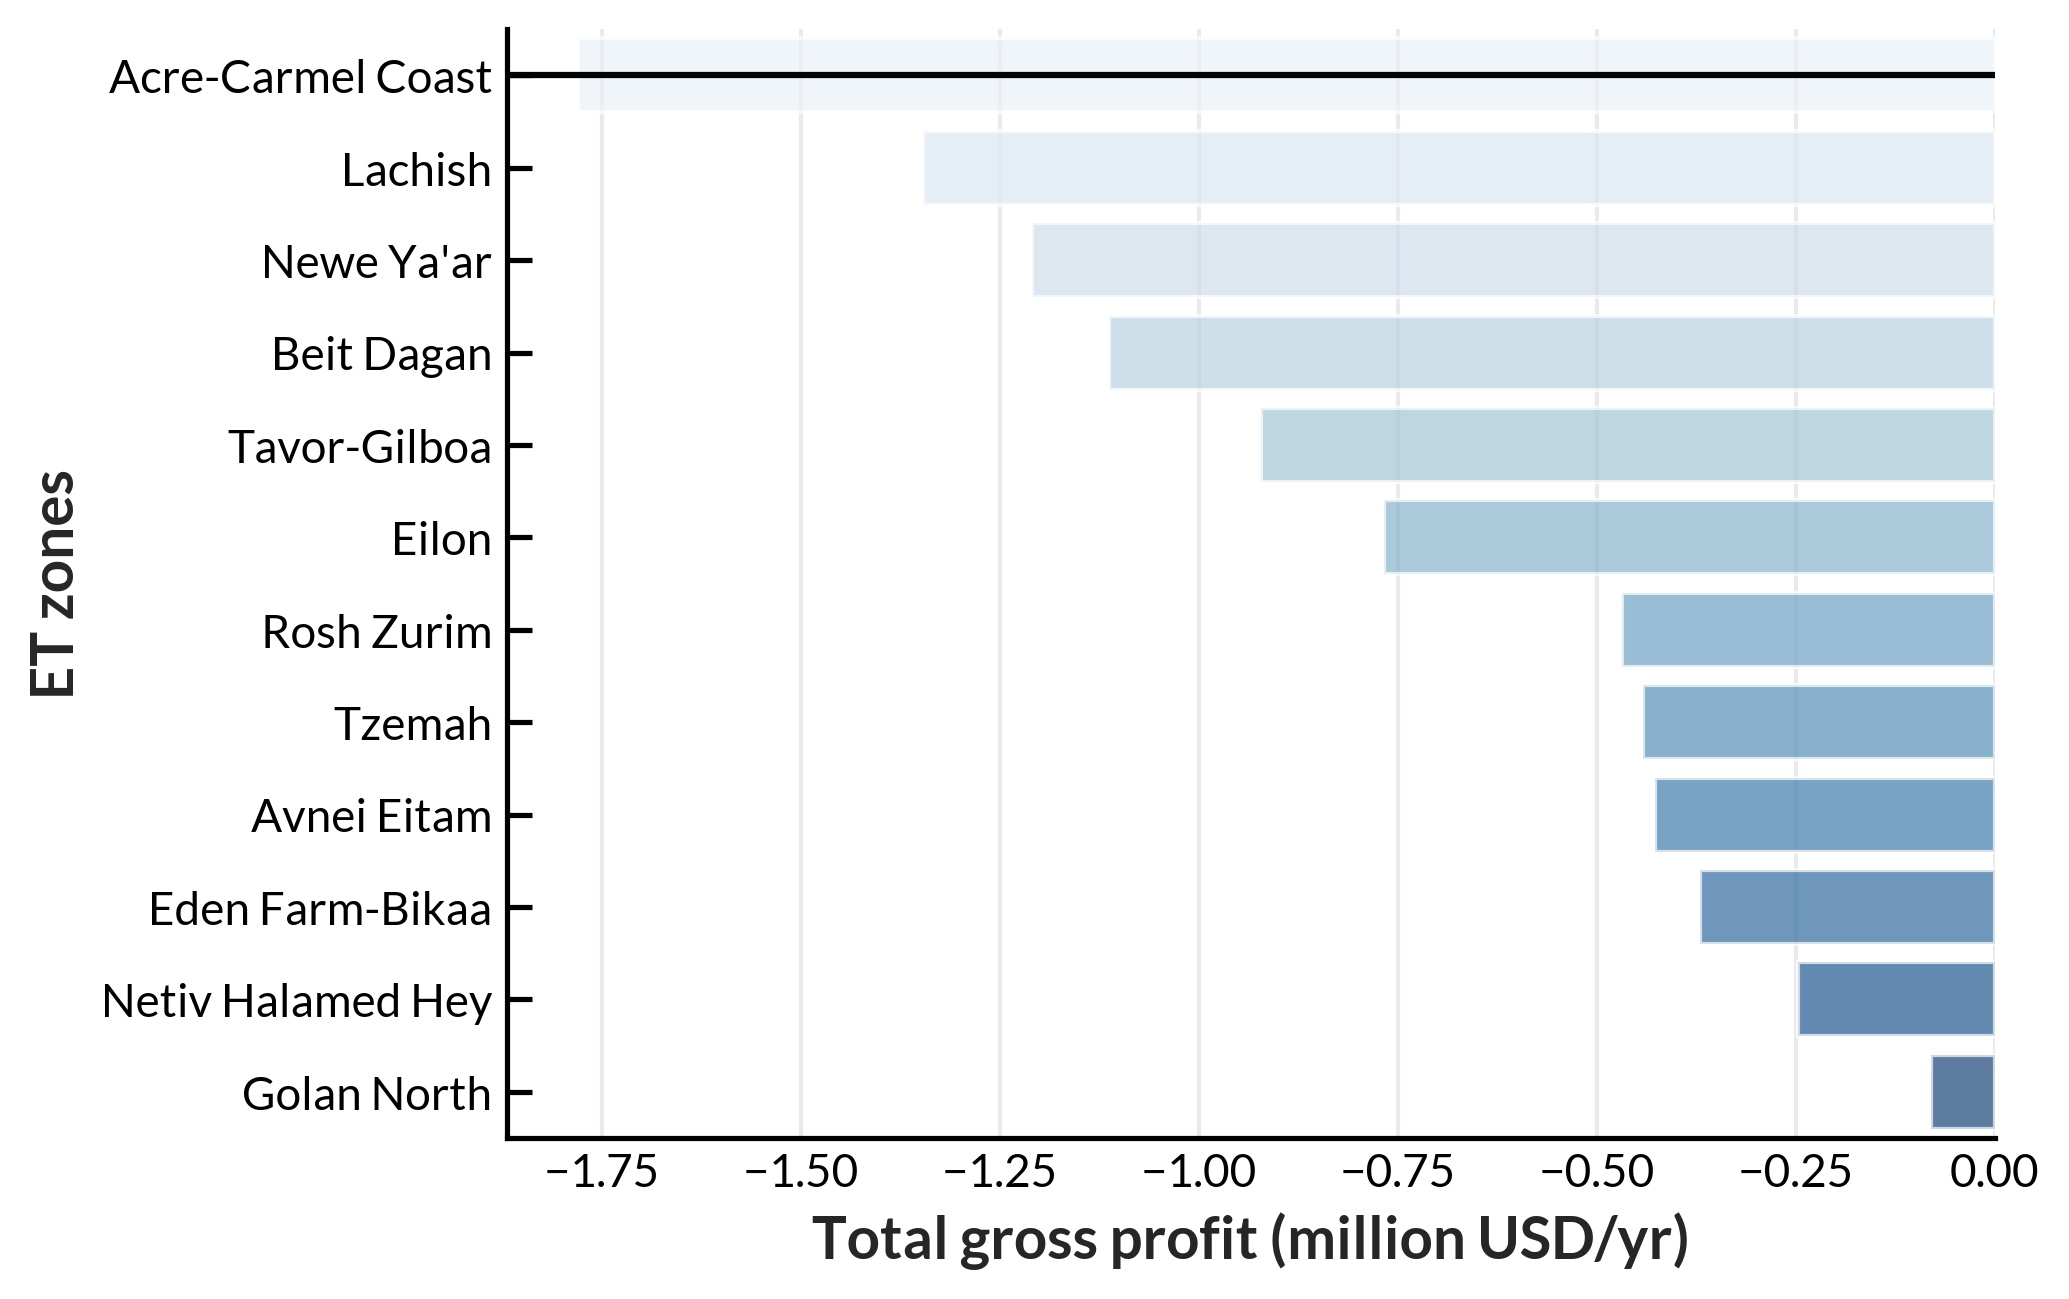 Acre-Carmel Coast
Lachish
Newe Ya'ar
Beit Dagan
Tavor-Gilboa
Eilon
Rosh Zurim
Tzemah
Avnei Eitam
Eden Farm-Bikaa
Netiv Halamed Hey
Golan North
ET zones
−1.75 −1.50 −1.25 −1.00 −0.75 −0.50 −0.25 0.00
Total gross profit (million USD/yr)